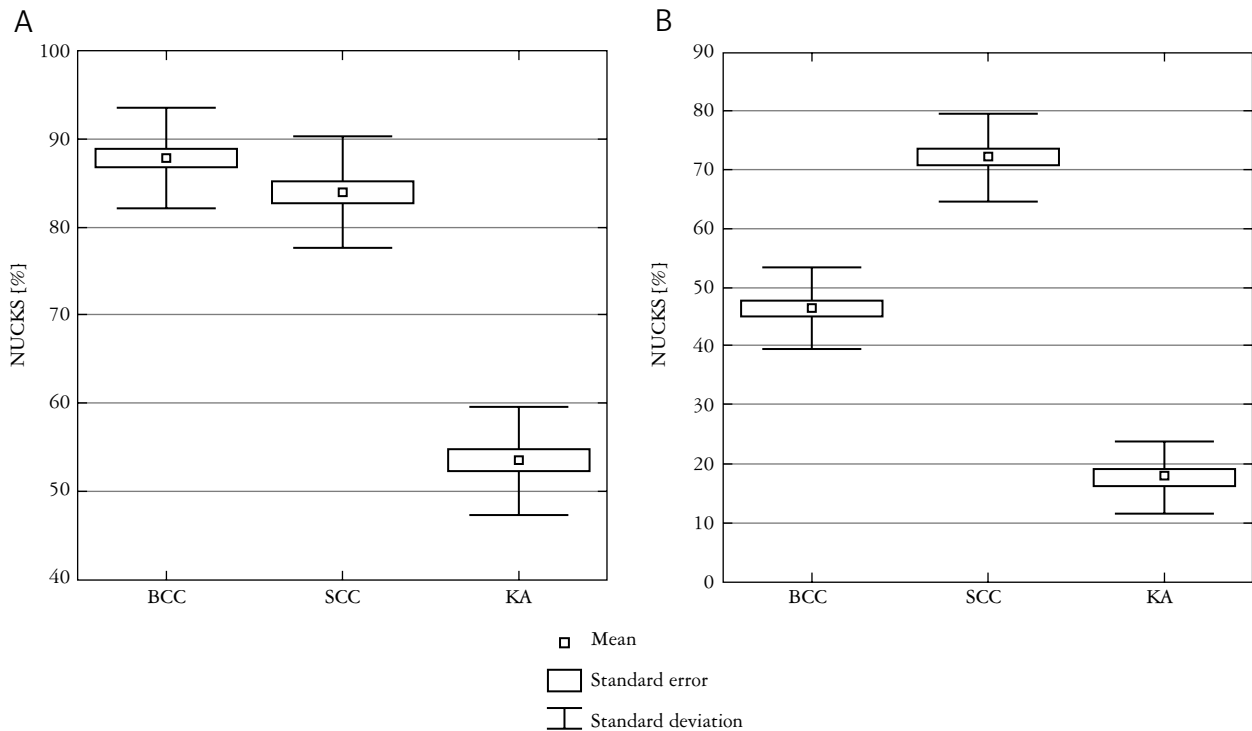 A
NUCKS [%]
100
90
80
70
60
50
40
BCC SCC KA
B
NUCKS [%]
90
80
70
60
50
40
30
20
10
0
BCC SCC KA
Mean
Standard error
Standard deviation